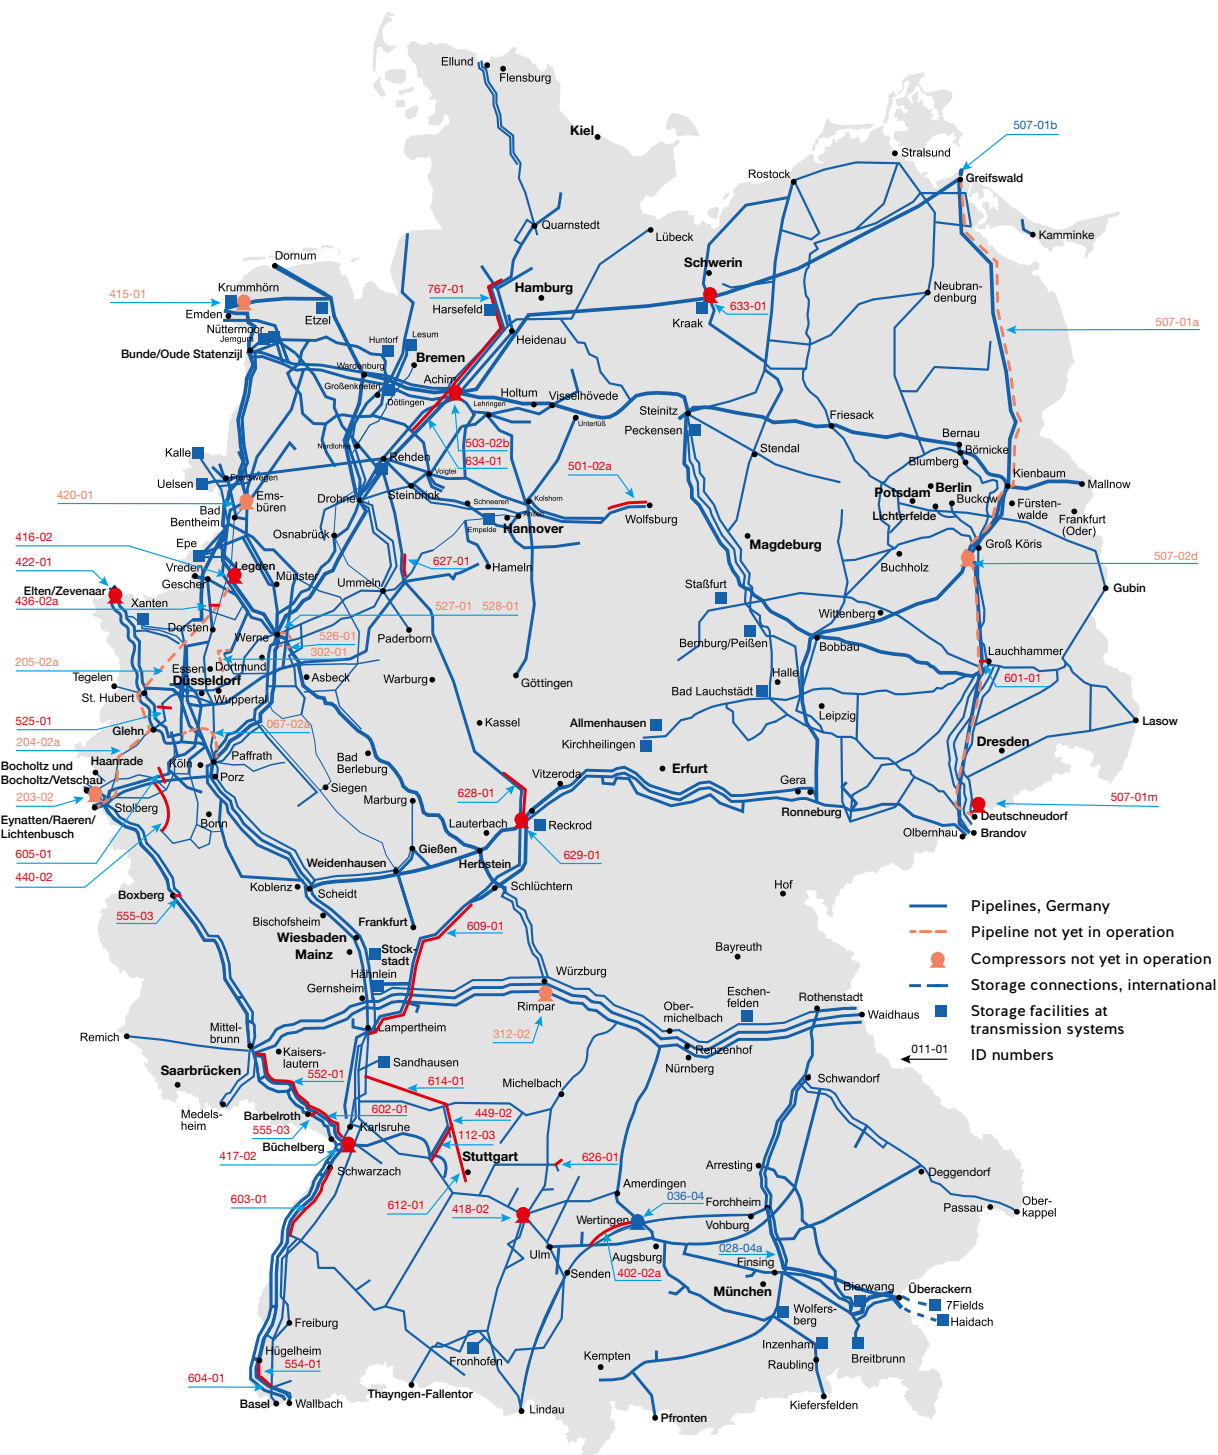 Ellund
Flensburg
Kiel
507-01b
Stralsund
Rostock
Greifswald
Quarnstedt
Lübeck
Kamminke
Dornum
Schwerin
Krummhörn
415-01
767-01
Hamburg
Neubran-
denburg
Emden
Etzel
Harsefeld
633-01
Kraak
507-01a
Nüttermoor
Jemgum
Huntorf
Lesum
Heidenau
Bunde/Oude Statenzijl
Bremen
Wardenburg
Großenkneten
Achim
Dötlingen
Holtum
Visselhövede
Lehringen
Unterlüß
Steinitz
Peckensen
Friesack
Bernau
Börnicke
Blumberg
503-02b
634-01
Nordlohne
Rehden
Stendal
Kalle
Frenswegen
Voigtei
501-02a
Kienbaum
Mallnow
Uelsen
Steinbrink
Potsdam
Berlin
Buckow
420-01
Ems-
büren
Drohne
Schneeren
Kolshorn
Lichterfelde
Fürsten-
walde
Bad
Bentheim
Empelde
Ahlten
Hannover
Wolfsburg
Frankfurt
(Oder)
416-02
Osnabrück
Magdeburg
Groß Köris
Epe
422-01
Vreden
Legden
627-01
Hameln
Buchholz
507-02d
Elten/Zevenaar
Gescher
Münster
Ummeln
Staßfurt
Gubin
436-02a
Xanten
527-01
528-01
Wittenberg
Dorsten
Werne
526-01
Paderborn
Bernburg/Peißen
Bobbau
205-02a
302-01
Lauchhammer
Essen
Dortmund
Tegelen
Düsseldorf
Asbeck
Warburg
Göttingen
Halle
601-01
St. Hubert
Wuppertal
Bad Lauchstädt
525-01
067-02a
Kassel
Allmenhausen
Leipzig
Lasow
Glehn
204-02a
Kirchheilingen
Dresden
Haanrade
Köln
Paffrath
Bad
Berleburg
Bocholtz und
Bocholtz/Vetschau
Porz
Vitzeroda
Erfurt
Gera
203-02
Stolberg
Siegen
Marburg
628-01
507-01m
Eynatten/Raeren/
Lichtenbusch
Bonn
Lauterbach
Reckrod
Ronneburg
Deutschneudorf
Olbernhau
Brandov
605-01
Gießen
629-01
440-02
Weidenhausen
Herbstein
Boxberg
Koblenz
Scheidt
Schlüchtern
Hof
555-03
Bischofsheim
Frankfurt
609-01
Pipelines, Germany
Wiesbaden
Pipeline not yet in operation
Mainz
Stock-
stadt
Bayreuth
Compressors not yet in operation
Hähnlein
Würzburg
Storage connections, international
Gernsheim
Eschen-
felden
Rothenstadt
Storage facilities at
transmission systems
Rimpar
Ober-
michelbach
Waidhaus
Remich
Mittel-
brunn
Lampertheim
312-02
011-01
ID numbers
Kaisers-
lautern
Sandhausen
Renzenhof
Nürnberg
Saarbrücken
552-01
614-01
Michelbach
Schwandorf
Medels-
heim
Barbelroth
602-01
449-02
555-03
Karlsruhe
Büchelberg
112-03
417-02
Schwarzach
Stuttgart
626-01
Arresting
Deggendorf
603-01
612-01
418-02
Amerdingen
036-04
Forchheim
Passau
Ober-
kappel
Wertingen
Vohburg
028-04a
Ulm
Augsburg
Finsing
402-02a
Senden
München
Bierwang
Überackern
7Fields
Haidach
Freiburg
Wolfers-
berg
Hügelheim
Inzenham
Breitbrunn
554-01
Fronhofen
Kempten
Raubling
604-01
Thayngen-Fallentor
Kiefersfelden
Basel
Wallbach
Lindau
Pfronten